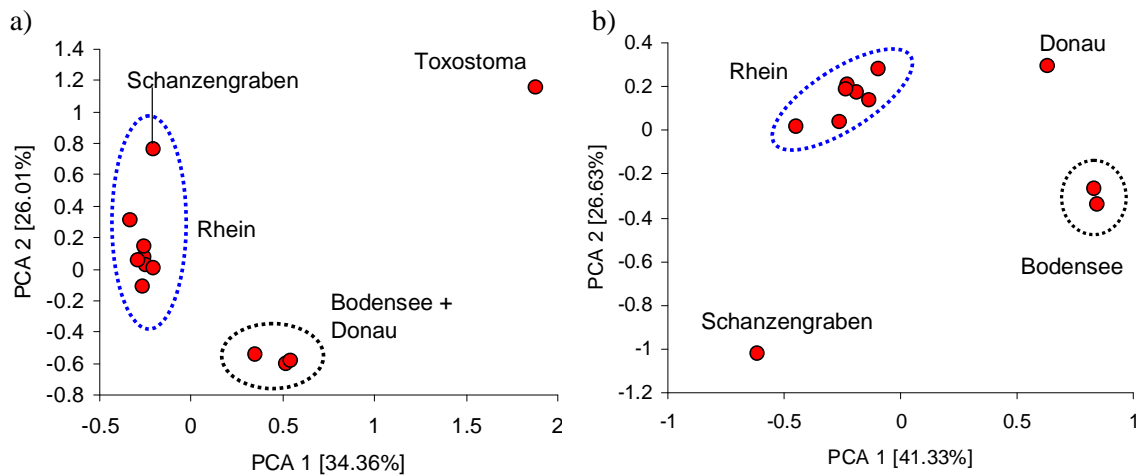 a)
1.4
1.2
1
0.8
0.6
0.4
0.2
0
-0.2
-0.4
-0.6
-0.8
PCA 2 [26.01%]
Schanzengraben
Toxostoma
Rhein
Bodensee +
Donau
-0.5
0
0.5
1
1.5
2
PCA 1 [34.36%]
b)
0.4
0.2
0
-0.2
-0.4
-0.6
-0.8
-1
-1.2
PCA 2 [26.63%]
Rhein
Donau
Bodensee
Schanzengraben
-1
-0.5
0
0.5
1
PCA 1 [41.33%]